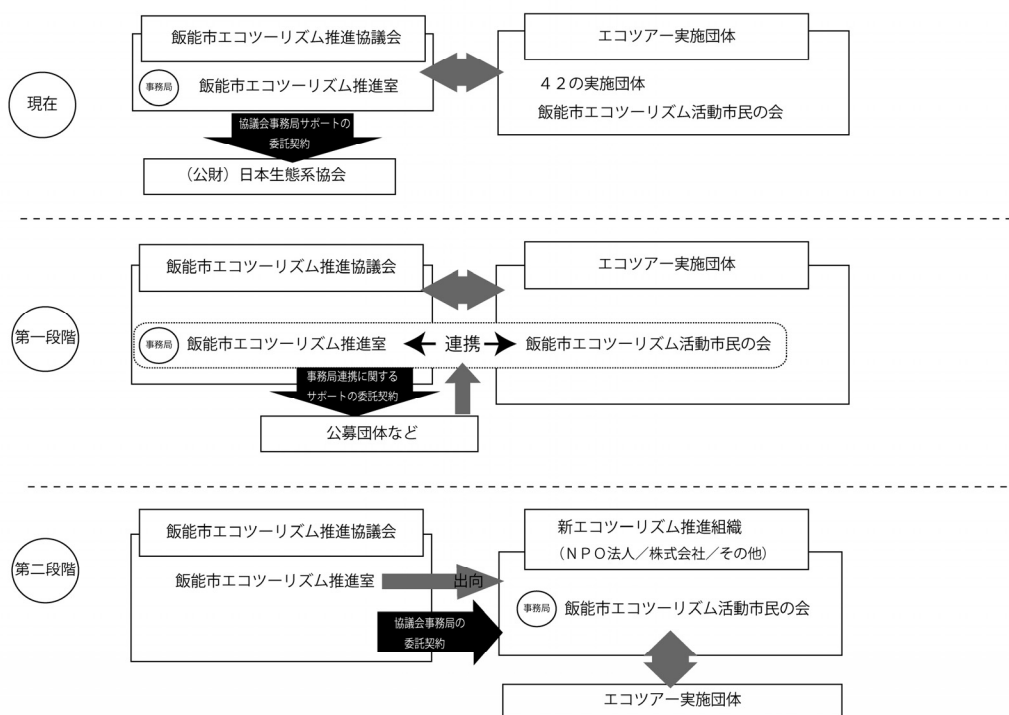 現在
飯能市エコツーリズム推進協議会
事務局
飯能市エコツーリズム推進室
協議会事務局サポートの
委託契約
（公財）日本生態系協会
エコツアー実施団体
４２の実施団体
飯能市エコツーリズム活動市民の会
第一段階
飯能市エコツーリズム推進協議会
エコツアー実施団体
事務局
飯能市エコツーリズム推進室
連携
飯能市エコツーリズム活動市民の会
事務局連携に関する
サポートの委託契約
公募団体など
第二段階
飯能市エコツーリズム推進協議会
飯能市エコツーリズム推進室
出向
協議会事務局の
委託契約
新エコツーリズム推進組織
（ＮＰＯ法人／株式会社／その他）
事務局
飯能市エコツーリズム活動市民の会
エコツアー実施団体